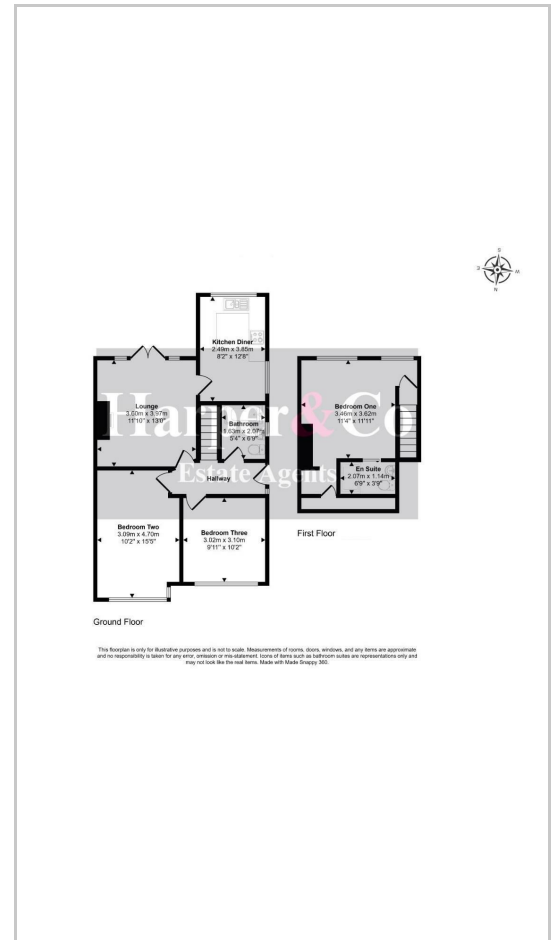 S
M
N
3
Kitchen Diner
2.49m x 3.85m
8'2" x 12'8"
Lounge
3.60m x 3.97m
11'10" x 13'0"
Bathroom
1.63m x 2.07m
5'4" x 6'9"
Bedroom One
3.46m x 3.62m
11'4" x 11'11"
Harper & Co
Estate Agents
Hallway
En Suite
2.07m x 1.14m
6'9" x 3'9"
Bedroom Two
3.09m x 4.70m
10'2" x 15'5"
Bedroom Three
3.02m x 3.10m
9'11" x 10'2"
First Floor
Ground Floor
This floorplan is only for illustrative purposes and is not to scale. Measurements of rooms, doors, windows, and any items are approximate
and no responsibility is taken for any error, omission or mis-statement. Icons of items such as bathroom suites are representations only and
may not look like the real items. Made with Made Snappy 360.